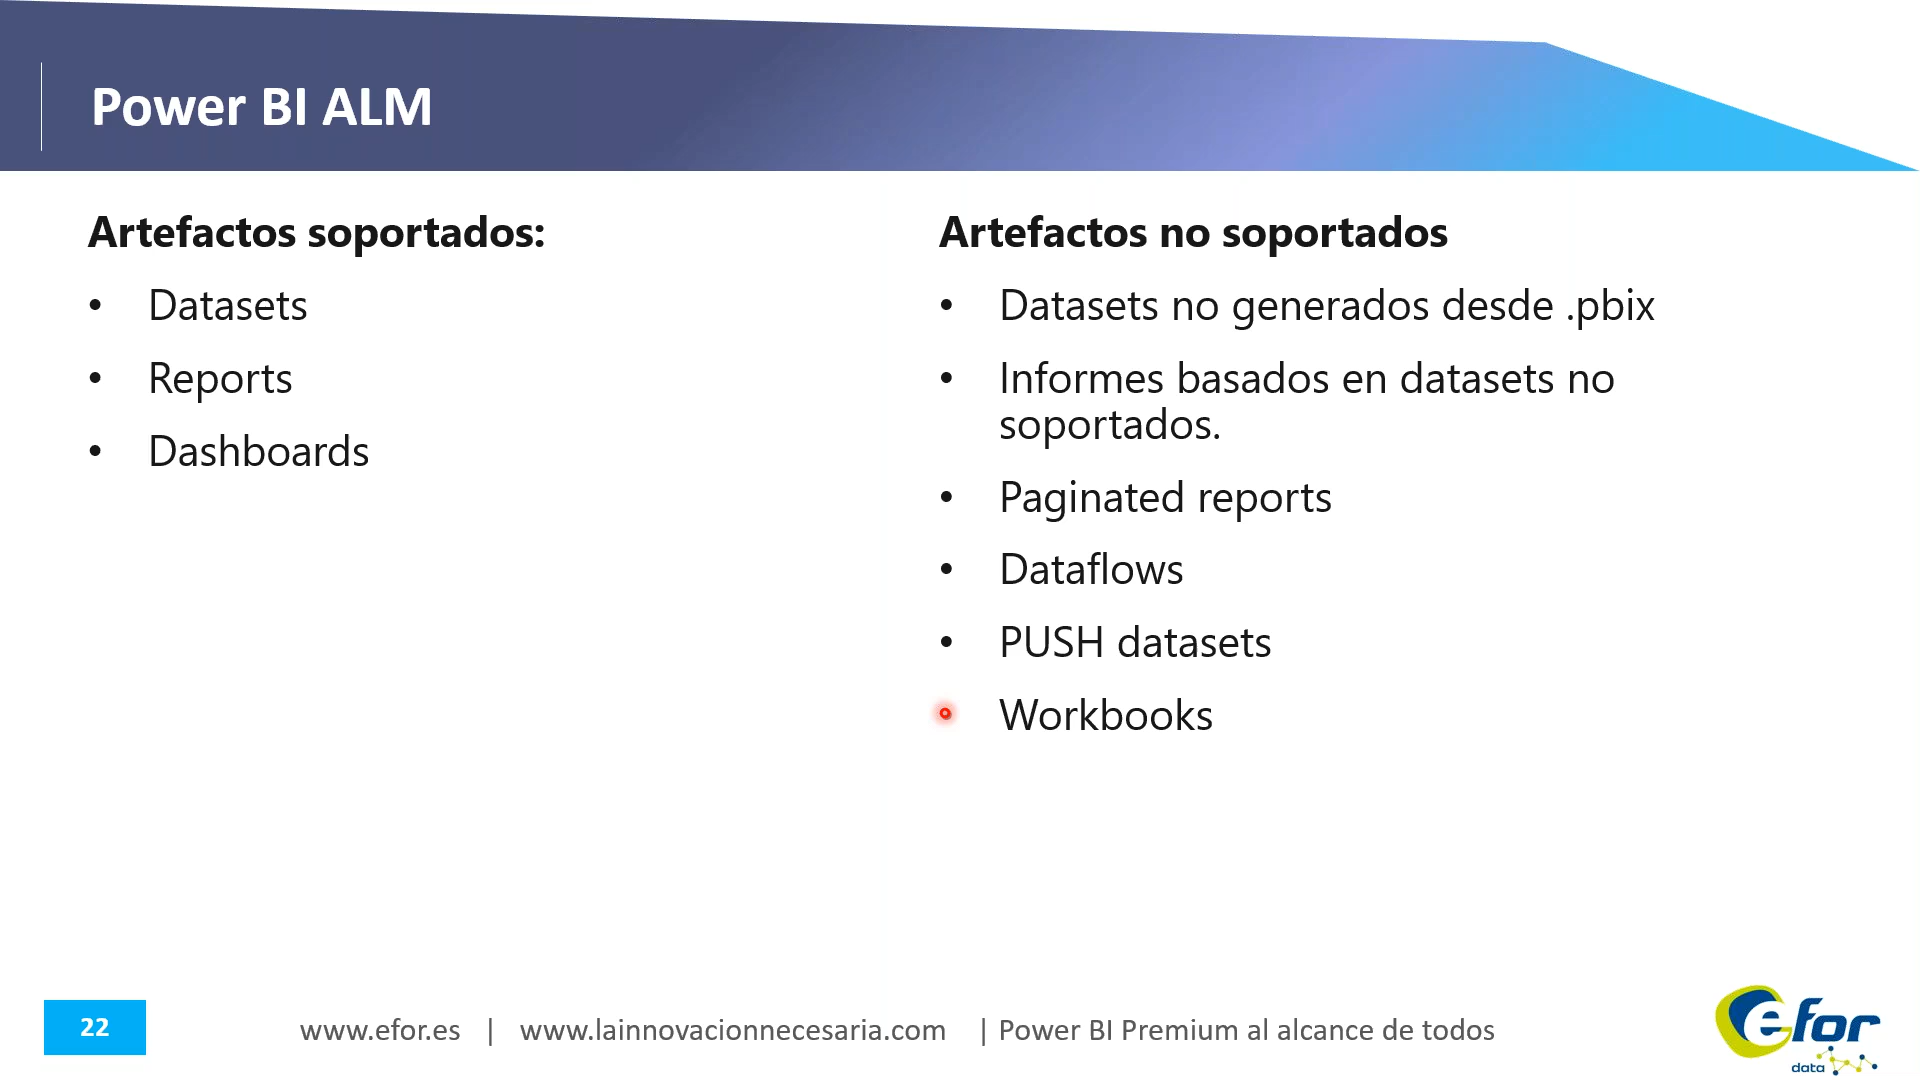 Power BI ALM
Artefactos soportados:
• Datasets
• Reports
• Dashboards
Artefactos no soportados
• Datasets no generados desde .pbix
• Informes basados en datasets no
soportados.
• Paginated reports
• Dataflows
• PUSH datasets
Workbooks
22
www.efor.es | www.lainnovacionnecesaria.com | Power BI Premium al alcance de todos
efor
data